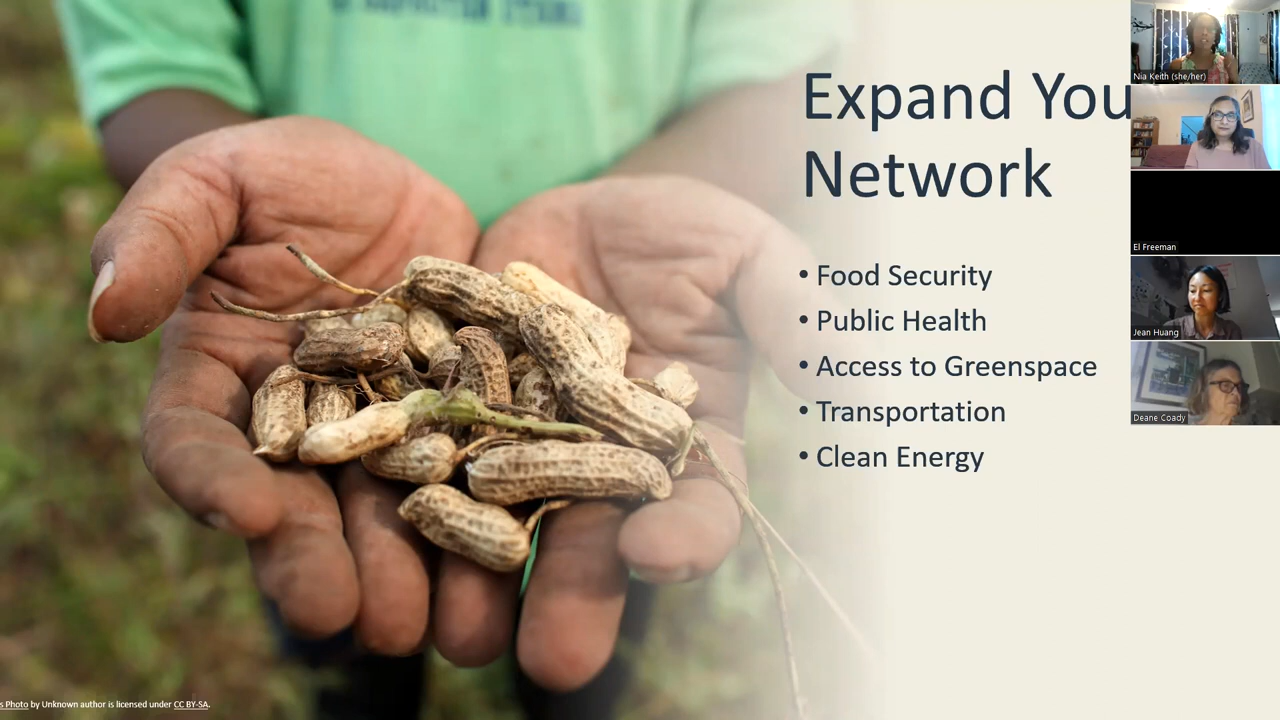 Expand You
Network
• Food Security
• Public Health
• Access to Greenspace
• Transportation
• Clean Energy
Nia Keith (she/her)
El Freeman
Jean Huang
Deane Coady
s Photo by Unknown author is licensed under CC BY-SA.